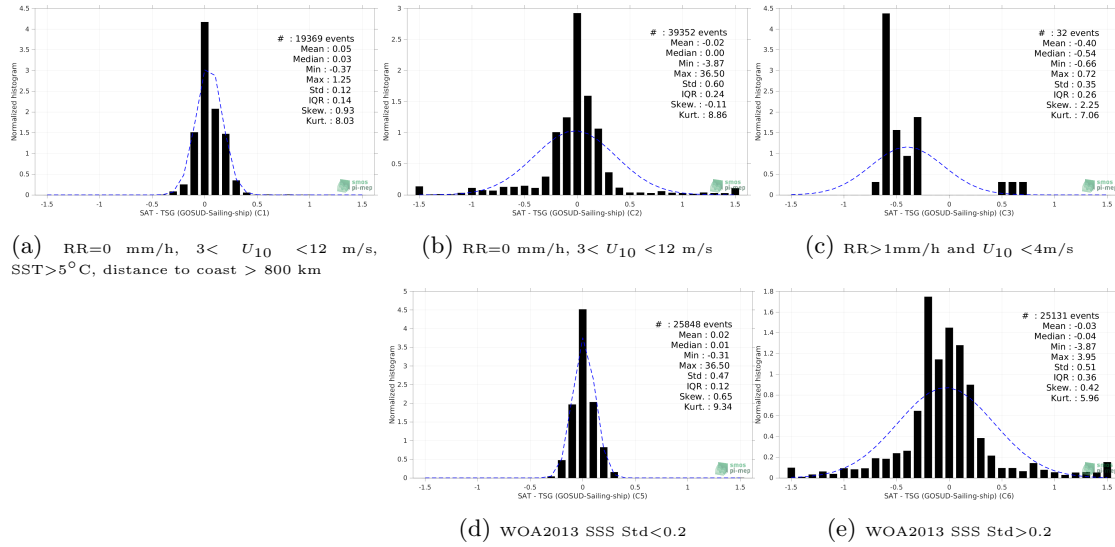 4.5
4
3.5
3
2.5
2
1.5
1
0.5
0
Normalized histogram
# : 19369 events
Mean : 0.05
Median : 0.03
Min : -0.37
Max : 1.25
Std : 0.12
IQR : 0.14
Skew. : 0.93
Kurt. : 8.03
smos
pi-mep
-1.5 -1 -0.5 0 0.5 1 1.5
SAT - TSG (GOSUD-Sailing-ship) (C1)
(a) RR=0 mm/h, 3< U10 <12 m/s,
SST>5°C, distance to coast > 800 km
3
2.5
2
1.5
1
0.5
0
Normalized histogram
# : 39352 events
Mean : -0.02
Median : 0.00
Min : -3.87
Max : 36.50
Std : 0.60
IQR : 0.24
Skew. : -0.11
Kurt. : 8.86
smos
pi-mep
-1.5 -1 -0.5 0 0.5 1 1.5
SAT - TSG (GOSUD-Sailing-ship) (C2)
(b) RR=0 mm/h, 3< U10 <12 m/s
4.5
4
3.5
3
2.5
2
1.5
1
0.5
0
Normalized histogram
# : 32 events
Mean : -0.40
Median : -0.54
Min : -0.66
Max : 0.72
Std : 0.35
IQR : 0.26
Skew. : 2.25
Kurt. : 7.06
smos
pi-mep
-1.5 -1 -0.5 0 0.5 1 1.5
SAT - TSG (GOSUD-Sailing-ship) (C3)
(c) RR>1mm/h and U10 <4m/s
5
4.5
4
3.5
3
2.5
2
1.5
1
0.5
0
Normalized histogram
# : 25848 events
Mean : 0.02
Median : 0.01
Min : -0.31
Max : 36.50
Std : 0.47
IQR : 0.12
Skew. : 0.65
Kurt. : 9.34
smos
pi-mep
-1.5 -1 -0.5 0 0.5 1 1.5
SAT - TSG (GOSUD-Sailing-ship) (C5)
(d) WOA2013 SSS Std<0.2
1.8
1.6
1.4
1.2
1
0.8
0.6
0.4
0.2
0
Normalized histogram
# : 25131 events
Mean : -0.03
Median : -0.04
Min : -3.87
Max : 3.95
Std : 0.51
IQR : 0.36
Skew. : 0.42
Kurt. : 5.96
smos
pi-mep
-1.5 -1 -0.5 0 0.5 1 1.5
SAT - TSG (GOSUD-Sailing-ship) (C6)
(e) WOA2013 SSS Std>0.2